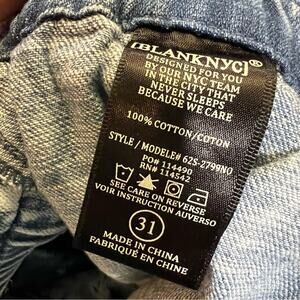 [BLANKNYC]®
DESIGNED FOR YOU
BY OUR NYC TEAM
IN THE CITY THAT
NEVER SLEEPS
BECAUSE WE CARE
100% COTTON/COTON
STYLE / MODELE# 62S-2799NO
PO# 114490
RN# 114542
SEE CARE ON REVERSE
VOIR INSTRUCTION AUVERSO
31
MADE IN CHINA
FABRIQUÉ EN CHINE